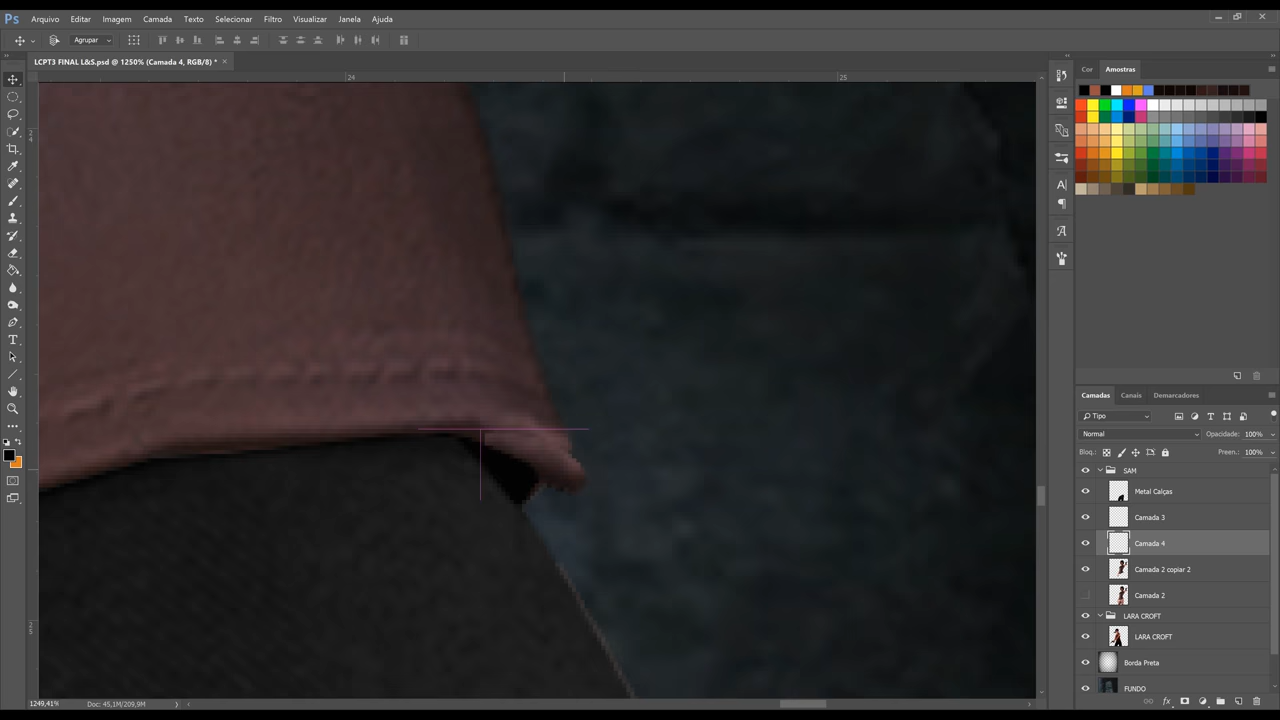 Ps Arquivo Editar Imagem Camada Texto Selecionar Filtro Visualizar Janela Ajuda
Agrupar
LCPT3 FINAL L&S.psd @ 1250% (Camada 4, RGB/8) * ×
Cor Amostras
24 25
24
25
Camadas Canais Demarcadores
Tipo
Normal Opacidade: 100%
Bloq.: Preen.: 100%
SAM
Metal Calças
Camada 3
Camada 4
Camada 2 copiar 2
Camada 2
LARA CROFT
LARA CROFT
Borda Preta
FUNDO
1249,41% Doc: 45,1M/209,9M